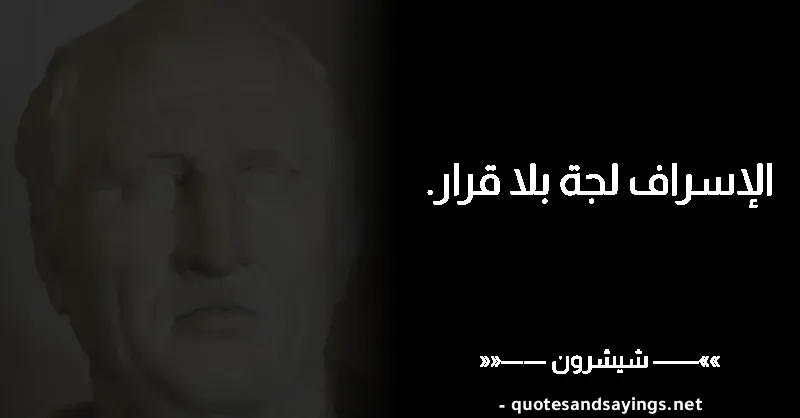 الإسراف لجة بلا قرار.
»»—— شيشرون ——««
- quotesandsayings.net